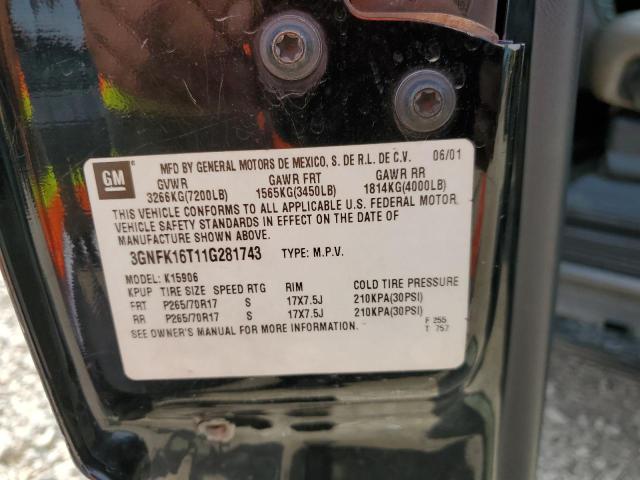 MFD BY GENERAL MOTORS DE MEXICO, S. DE R.L. DE C.V. 06/01
GM
GVWR GAWR FRT GAWR RR
3266KG(7200LB) 1565KG(3450LB) 1814KG(4000LB)
THIS VEHICLE CONFORMS TO ALL APPLICABLE U.S. FEDERAL MOTOR
VEHICLE SAFETY STANDARDS IN EFFECT ON THE DATE OF
MANUFACTURE SHOWN ABOVE.
3GNFK16T11G281743 TYPE: M.P.V.
MODEL: K15906
KPUP TIRE SIZE SPEED RTG RIM COLD TIRE PRESSURE
FRT P265/70R17 S 17X7.5J 210KPA(30PSI)
RR P265/70R17 S 17X7.5J 210KPA(30PSI)
SEE OWNER'S MANUAL FOR MORE INFORMATION.
F 255
T 757